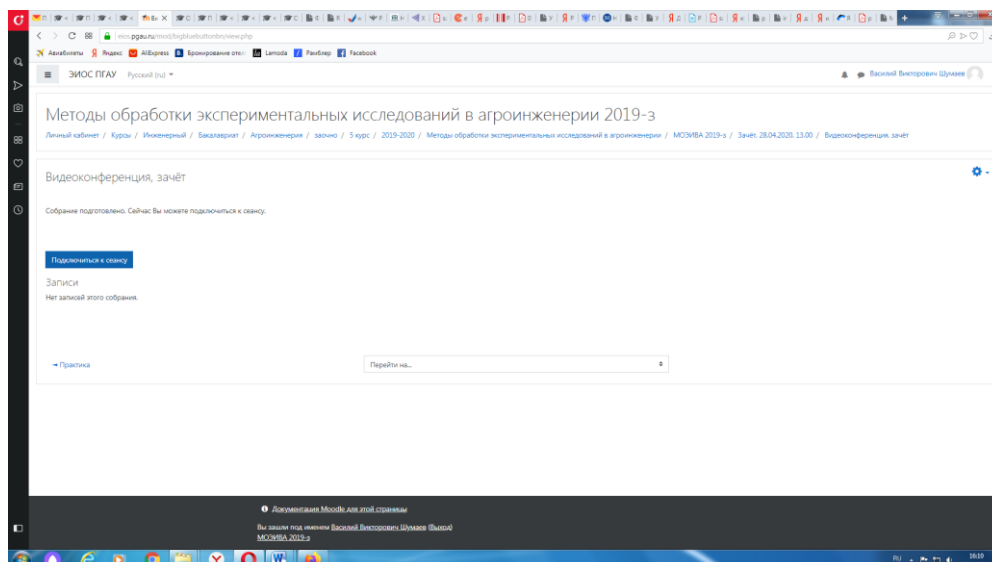 eios.pgau.ru/mod/bigbluebuttonbn/view.php
Авиабилеты Яндекс AliExpress Бронирование отел Lamoda Рамблер Facebook
ЭИОС ПГАУ Русский (ru) Василий Викторович Шумаев
Методы обработки экспериментальных исследований в агроинженерии 2019-з
Личный кабинет / Курсы / Инженерный / Бакалавриат / Агроинженерия / заочно / 5 курс / 2019-2020 / Методы обработки экспериментальных исследований в агроинженерии / МОЭИВА 2019-з / Зачёт. 28.04.2020. 13.00 / Видеоконференция, зачёт
Видеоконференция, зачёт
Собрание подготовлено. Сейчас Вы можете подключиться к сеансу.
Подключиться к сеансу
Записи
Нет записей этого собрания.
Практика Перейти на...
Документация Moodle для этой страницы
Вы зашли под именем Василий Викторович Шумаев (Выход)
МОЭИВА 2019-з
RU 16:10